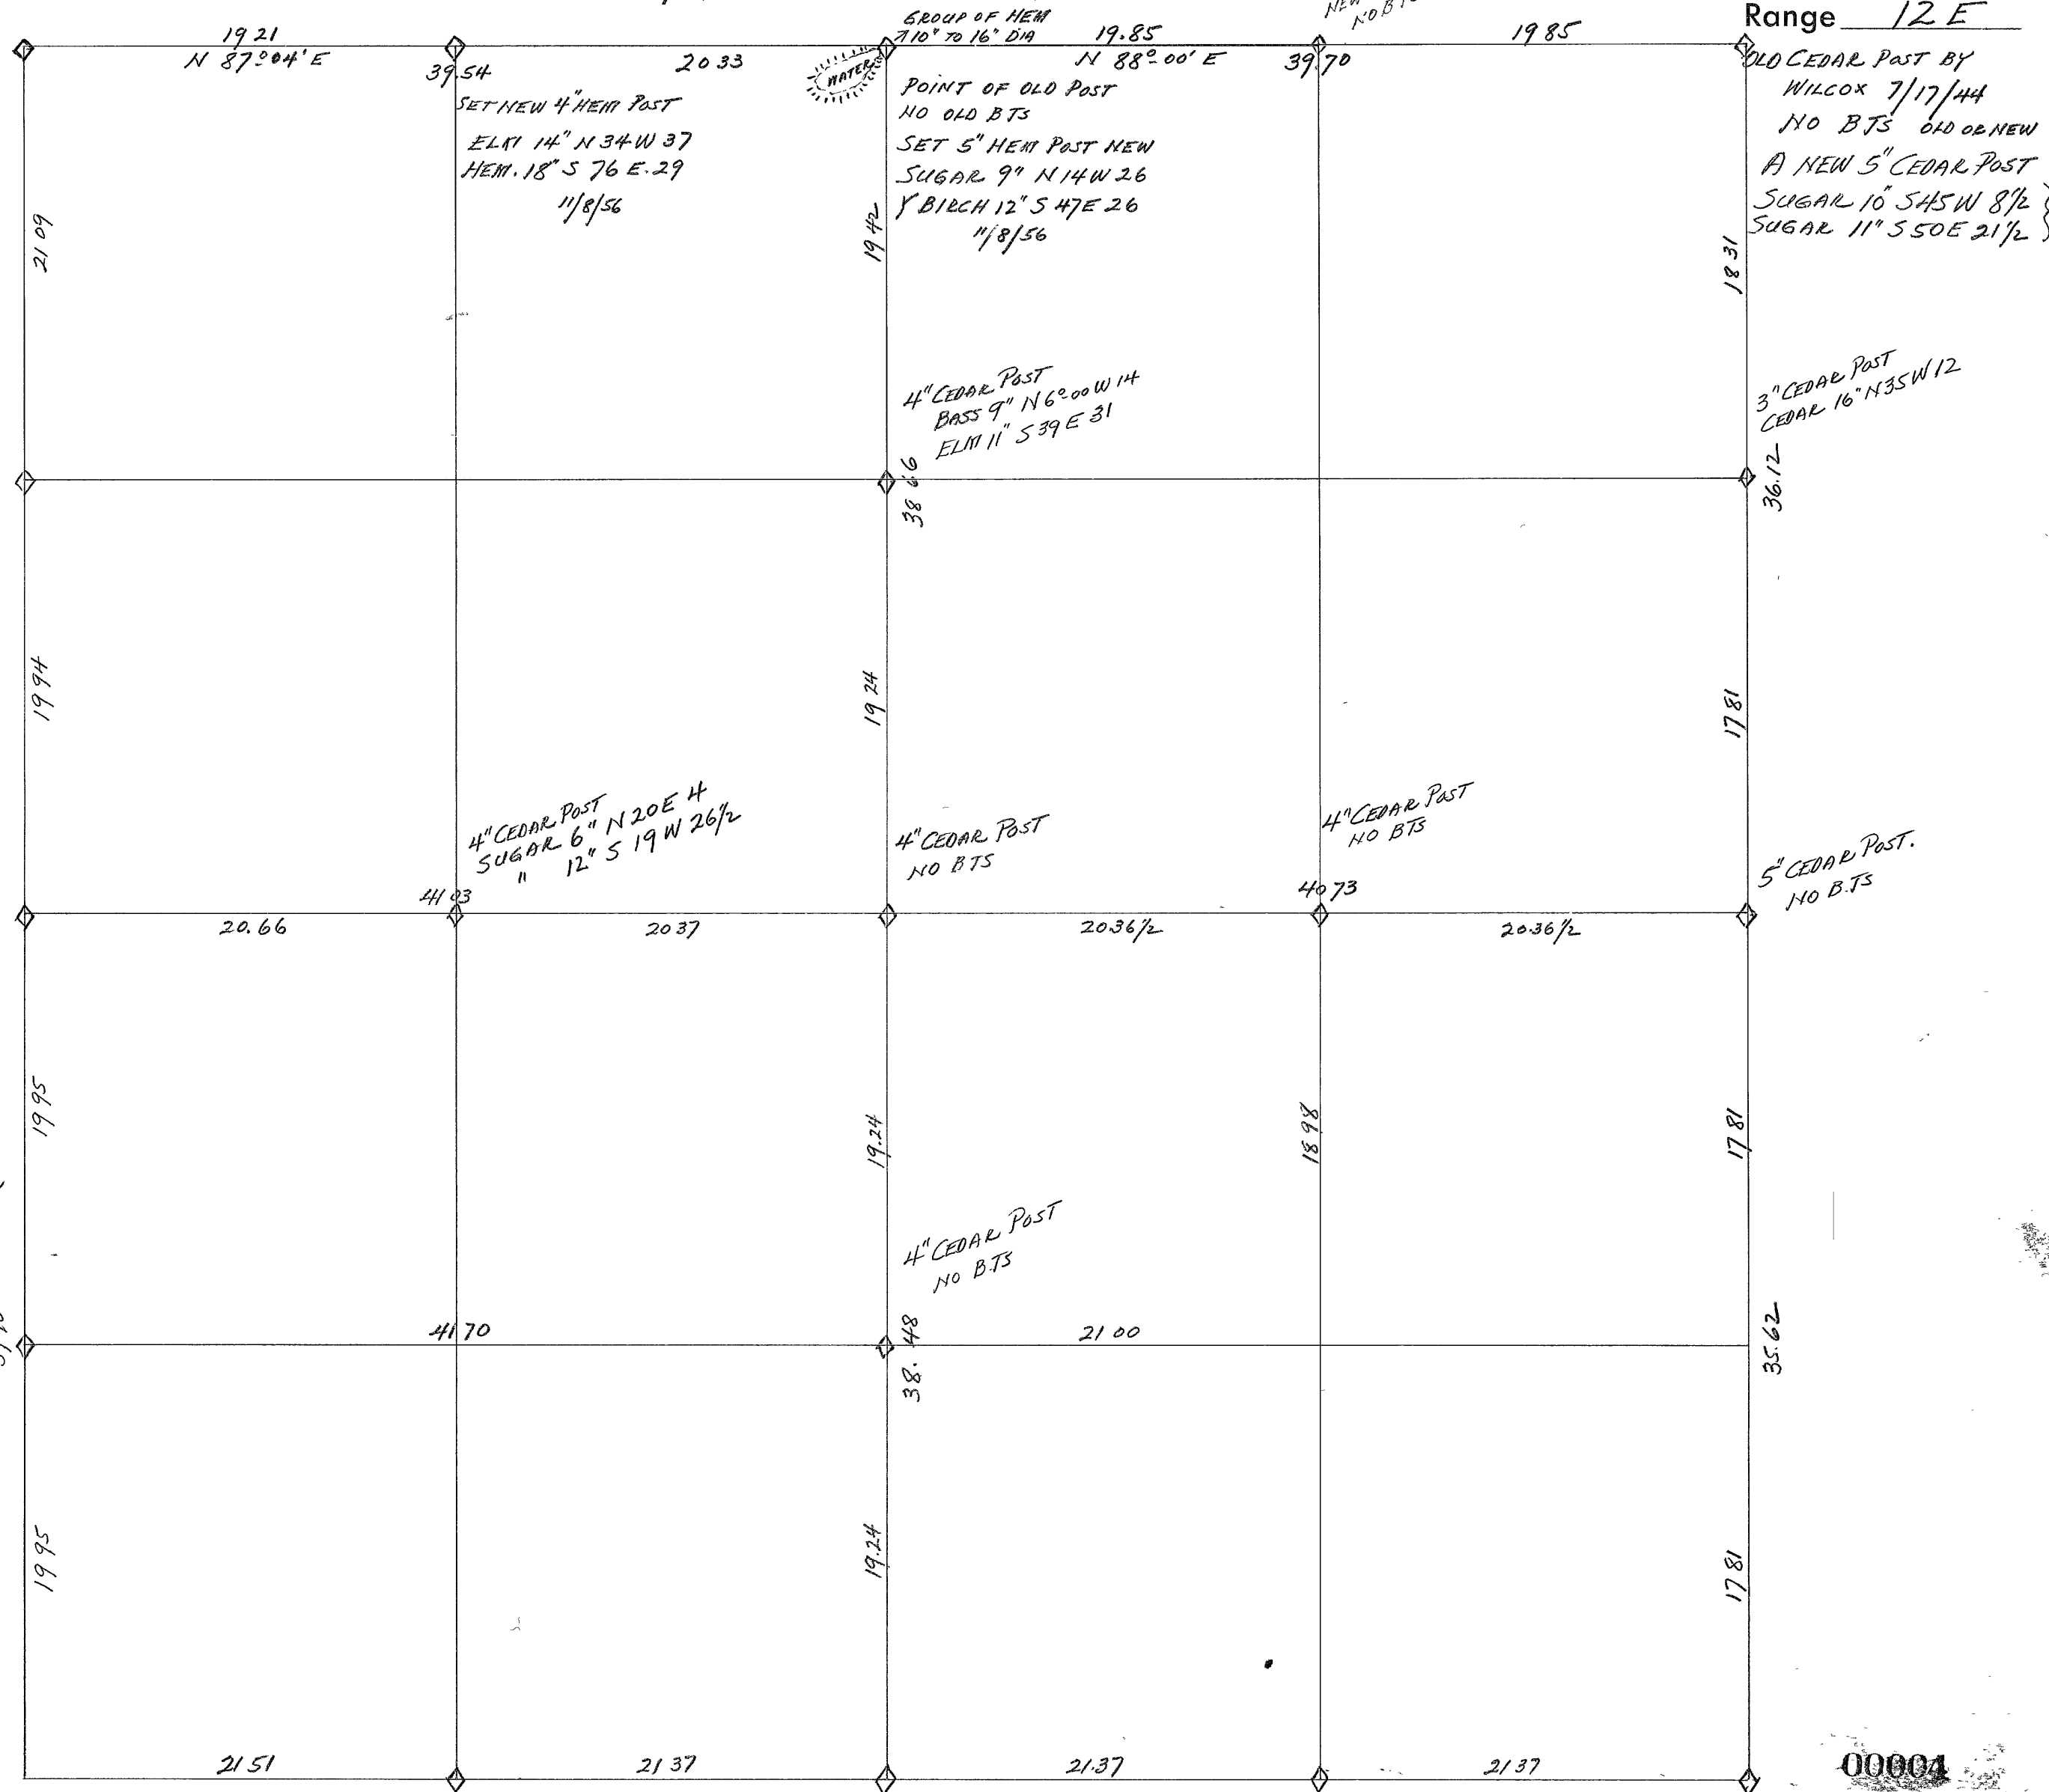 Range 12 E
GROUP OF HEM
7 10" TO 16" DIA
NO BTS
19 21
N 87°04' E
39.54
20 33
WATER
19.85
N 88°00' E
39.70
19 85
SET NEW 4" HEM POST
ELM 14" N 34 W 37
HEM. 18" S 76 E. 29
11/8/56
POINT OF OLD POST
NO OLD BTS
SET 5" HEM POST NEW
SUGAR 9" N 14 W 26
Y BIRCH 12" S 47 E 26
11/8/56
OLD CEDAR POST BY
WILCOX 7/17/44
NO BTS OLD OR NEW
A NEW 5" CEDAR POST
SUGAR 10" S45W 8½
SUGAR 11" S 50E 21½
21 09
19 42
18 31
4" CEDAR POST
BASS 9" N 6°00 W 14
ELM 11" S 39 E 31
3" CEDAR POST
CEDAR 16" N35W 12
38 66
36.12
19 94
19 24
17 81
4" CEDAR POST
SUGAR 6" N 20 E 4
" 12" S 19 W 26½
4" CEDAR POST
NO BTS
4" CEDAR POST
NO BTS
5" CEDAR POST.
NO B.TS
41 03
40 73
20.66
20 37
20.36½
20.36½
19 95
19.24
18 98
17 81
4" CEDAR POST
NO B.TS
41 70
38.48
21 00
35.62
19 95
19.24
17 81
21 51
21 37
21.37
21 37
00004